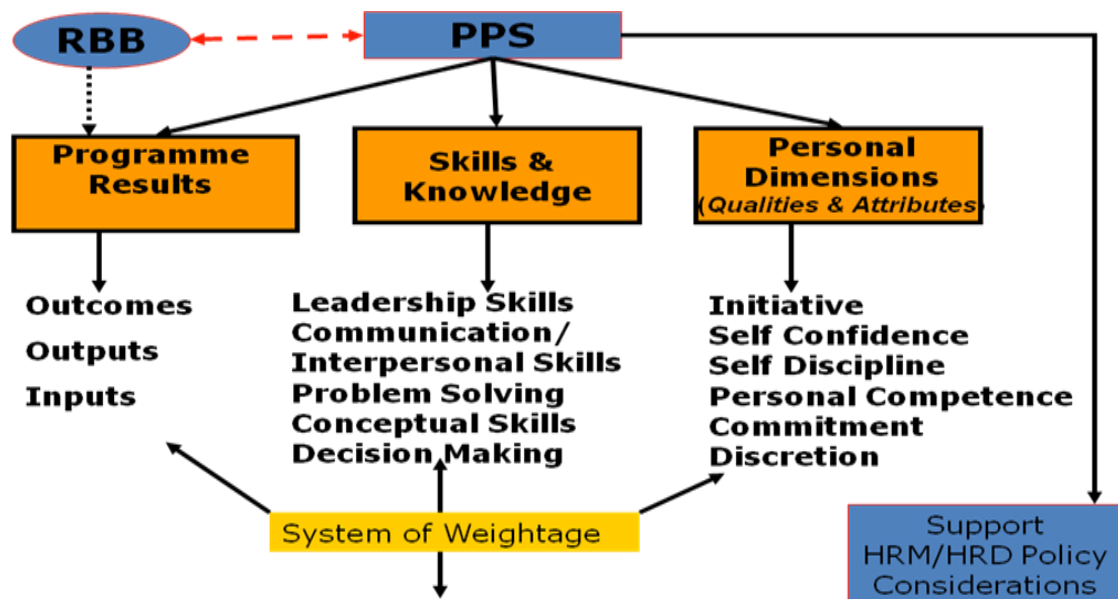 RBB
PPS
Programme
Results
Skills &
Knowledge
Personal
Dimensions
(Qualities & Attributes)
Outcomes
Outputs
Inputs
Leadership Skills
Communication/
Interpersonal Skills
Problem Solving
Conceptual Skills
Decision Making
Initiative
Self Confidence
Self Discipline
Personal Competence
Commitment
Discretion
System of Weightage
Support
HRM/HRD Policy
Considerations